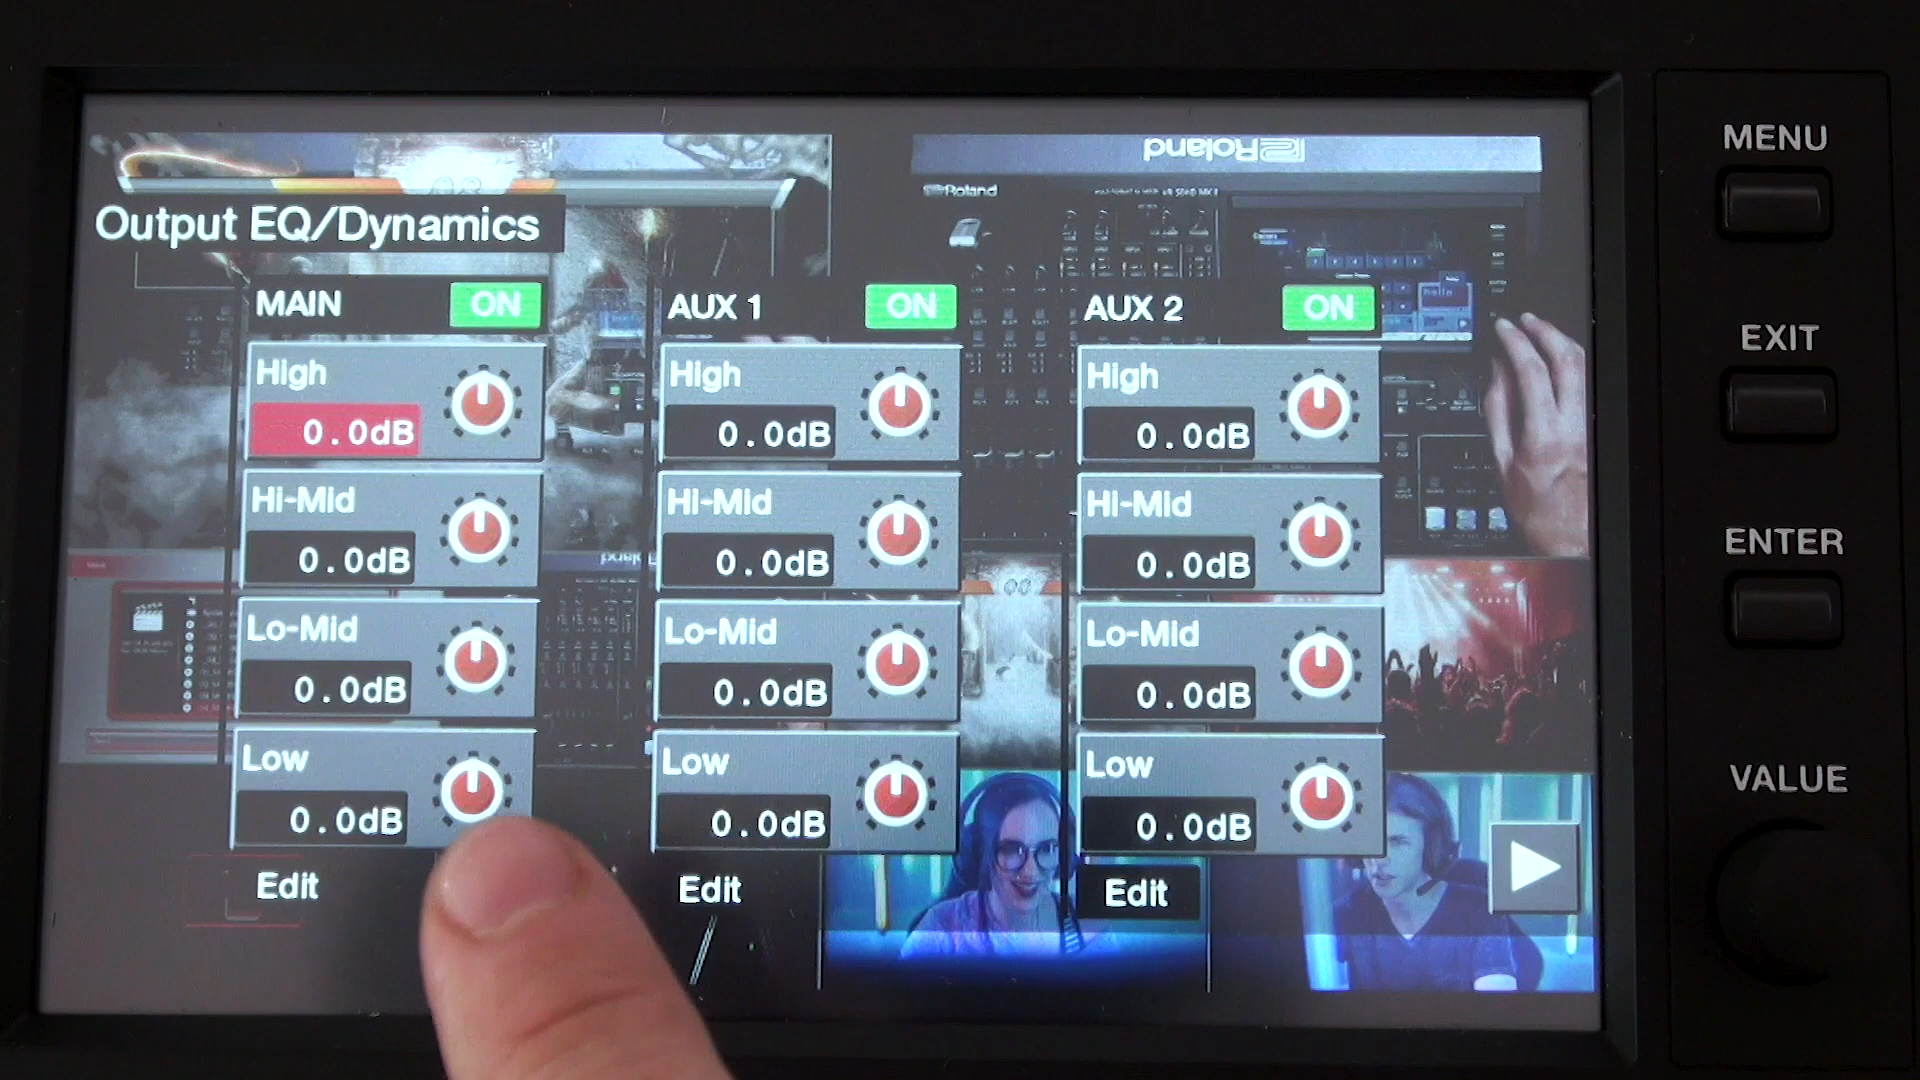 Roland
Roland
Output EQ/Dynamics
MAIN ON
AUX 1 ON
AUX 2 ON
High
0.0dB
High
0.0dB
High
0.0dB
Hi-Mid
0.0dB
Hi-Mid
0.0dB
Hi-Mid
0.0dB
Lo-Mid
0.0dB
Lo-Mid
0.0dB
Lo-Mid
0.0dB
Low
0.0dB
Low
0.0dB
Low
0.0dB
Edit
Edit
Edit
MENU
EXIT
ENTER
VALUE